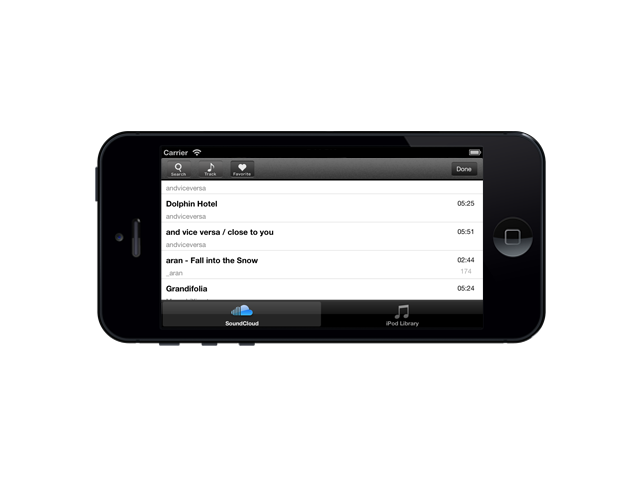 Carrier
Search Track Favorite Done
andviceversa
Dolphin Hotel 05:25
andviceversa
and vice versa / close to you 05:51
andviceversa
aran - Fall into the Snow 02:44
_aran 174
Grandifolia 05:24
SoundCloud iPod Library